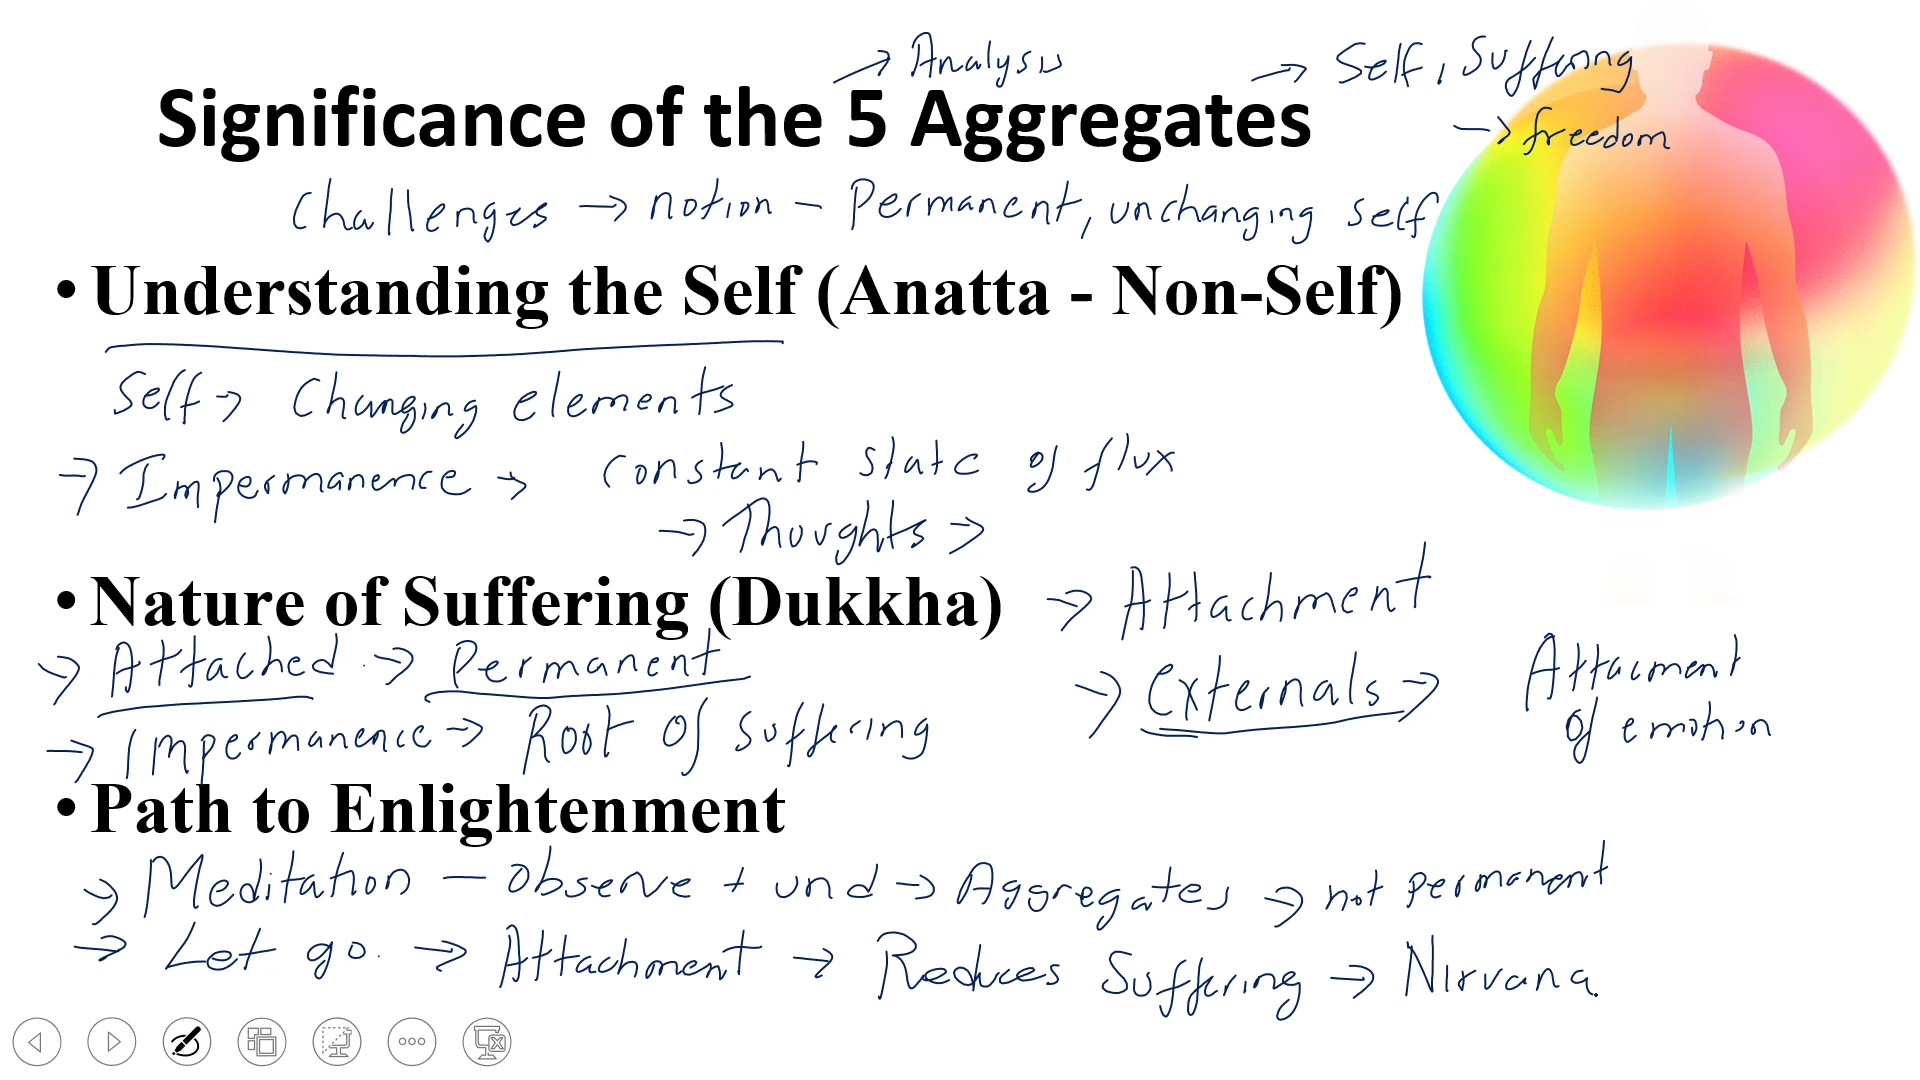 → Analysis → Self, Suffering
Significance of the 5 Aggregates → freedom
Challenges → notion - Permanent, unchanging self
• Understanding the Self (Anatta - Non-Self)
Self → Changing elements
→ Impermanence → constant state of flux
→ Thoughts →
• Nature of Suffering (Dukkha) → Attachment
→ Attached → Permanent → Externals → Attacment
of emotion
→ Impermanence → Root of suffering
• Path to Enlightenment
→ Meditation - observe + und → Aggregates → not permanent
→ Let go. → Attachment → Reduces Suffering → Nirvana.